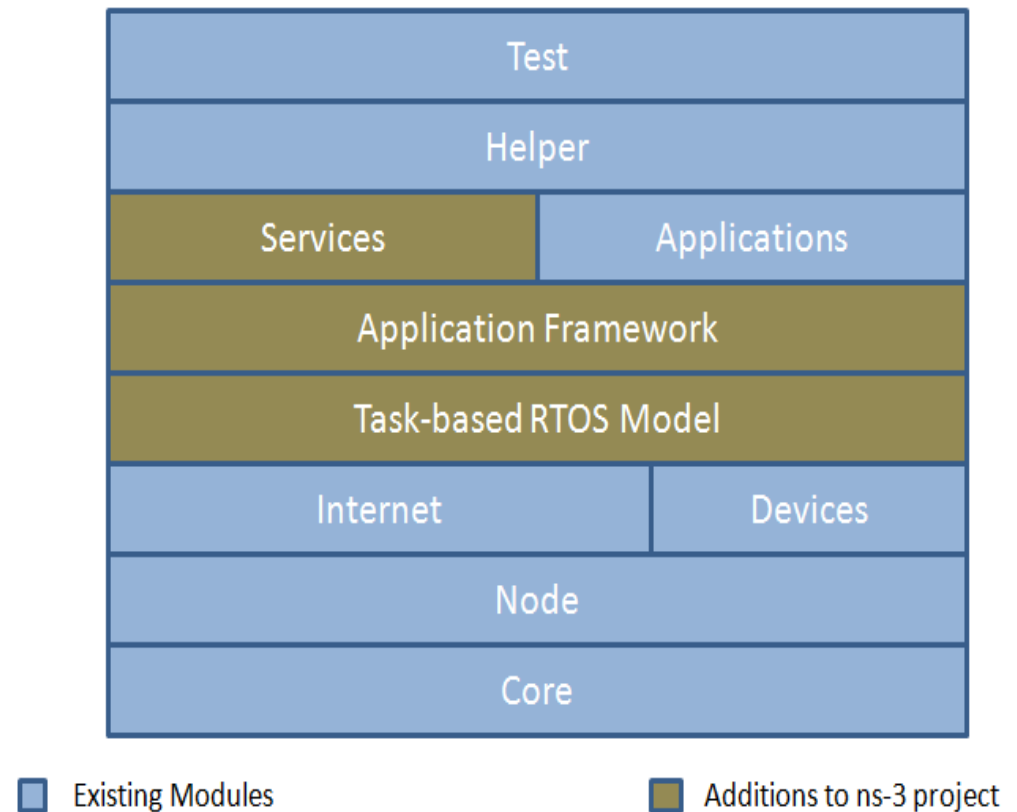 Test
Helper
Services Applications
Application Framework
Task-based RTOS Model
Internet Devices
Node
Core
Existing Modules Additions to ns-3 project